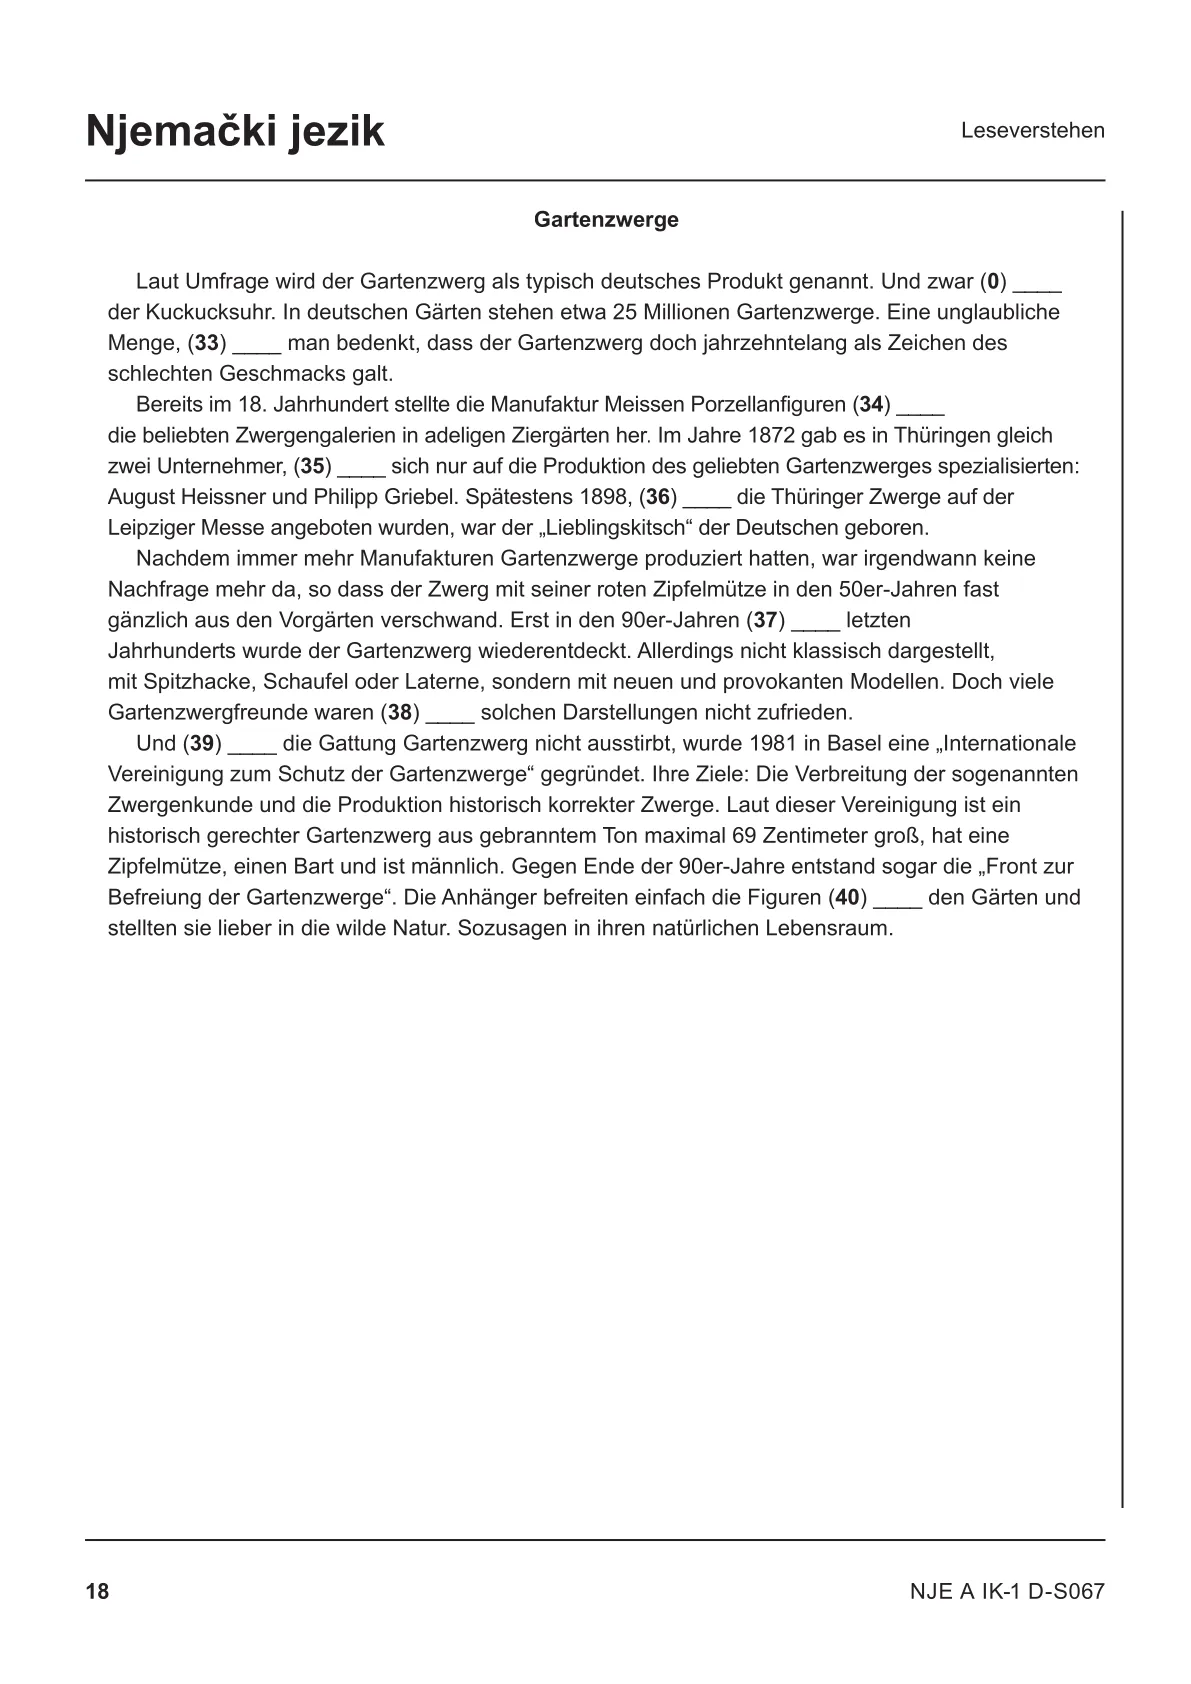 Njemački jezik
Leseverstehen
Gartenzwerge
Laut Umfrage wird der Gartenzwerg als typisch deutsches Produkt genannt. Und zwar (0) ____
der Kuckucksuhr. In deutschen Gärten stehen etwa 25 Millionen Gartenzwerge. Eine unglaubliche
Menge, (33) ____ man bedenkt, dass der Gartenzwerg doch jahrzehntelang als Zeichen des
schlechten Geschmacks galt.
Bereits im 18. Jahrhundert stellte die Manufaktur Meissen Porzellanfiguren (34) ____
die beliebten Zwergengalerien in adeligen Ziergärten her. Im Jahre 1872 gab es in Thüringen gleich
zwei Unternehmer, (35) ____ sich nur auf die Produktion des geliebten Gartenzwerges spezialisierten:
August Heissner und Philipp Griebel. Spätestens 1898, (36) ____ die Thüringer Zwerge auf der
Leipziger Messe angeboten wurden, war der „Lieblingskitsch“ der Deutschen geboren.
Nachdem immer mehr Manufakturen Gartenzwerge produziert hatten, war irgendwann keine
Nachfrage mehr da, so dass der Zwerg mit seiner roten Zipfelmütze in den 50er-Jahren fast
gänzlich aus den Vorgärten verschwand. Erst in den 90er-Jahren (37) ____ letzten
Jahrhunderts wurde der Gartenzwerg wiederentdeckt. Allerdings nicht klassisch dargestellt,
mit Spitzhacke, Schaufel oder Laterne, sondern mit neuen und provokanten Modellen. Doch viele
Gartenzwergfreunde waren (38) ____ solchen Darstellungen nicht zufrieden.
Und (39) ____ die Gattung Gartenzwerg nicht ausstirbt, wurde 1981 in Basel eine „Internationale
Vereinigung zum Schutz der Gartenzwerge“ gegründet. Ihre Ziele: Die Verbreitung der sogenannten
Zwergenkunde und die Produktion historisch korrekter Zwerge. Laut dieser Vereinigung ist ein
historisch gerechter Gartenzwerg aus gebranntem Ton maximal 69 Zentimeter groß, hat eine
Zipfelmütze, einen Bart und ist männlich. Gegen Ende der 90er-Jahre entstand sogar die „Front zur
Befreiung der Gartenzwerge“. Die Anhänger befreiten einfach die Figuren (40) ____ den Gärten und
stellten sie lieber in die wilde Natur. Sozusagen in ihren natürlichen Lebensraum.
18
NJE A IK-1 D-S067